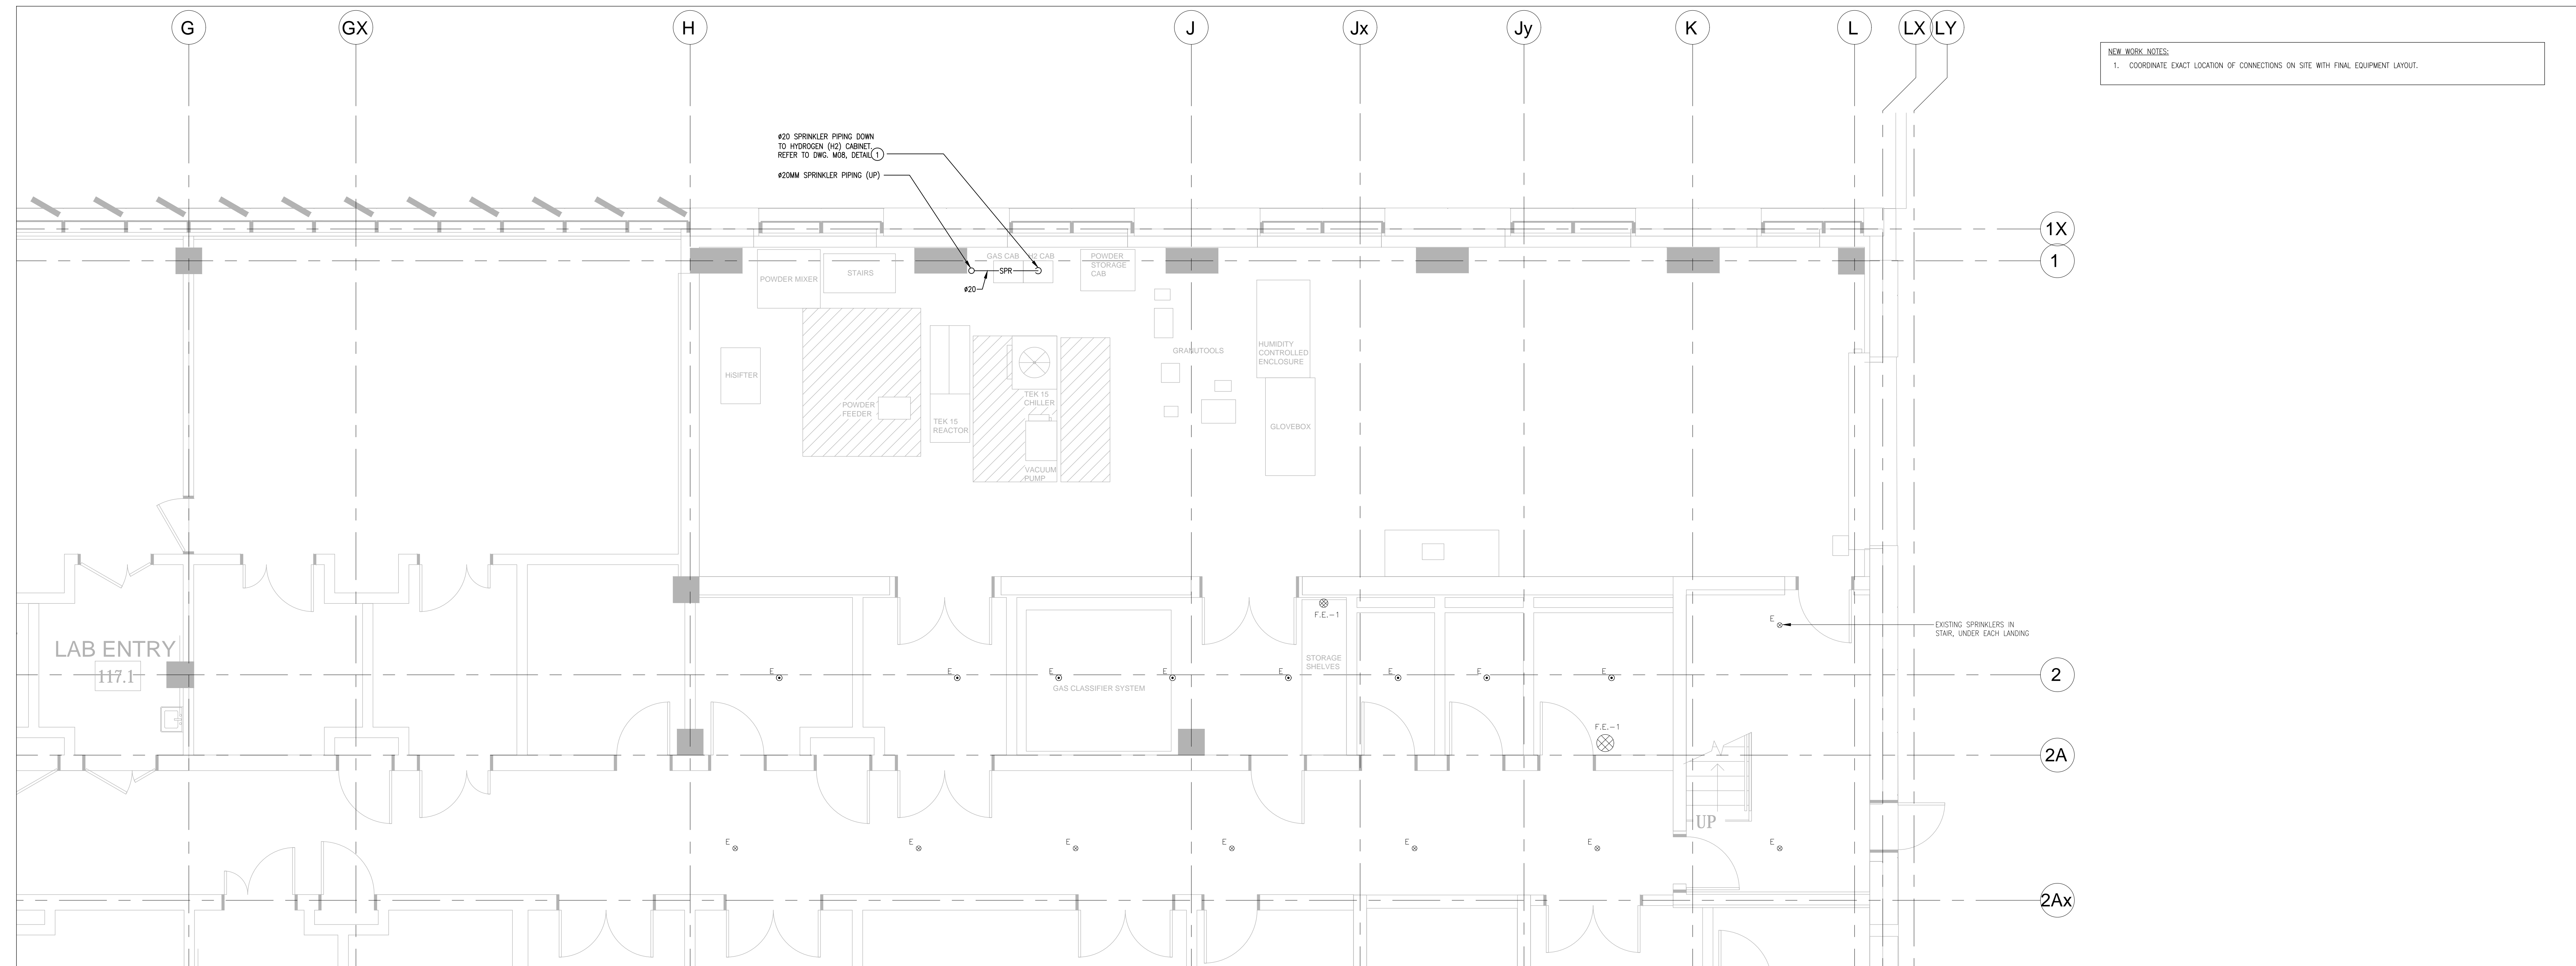 G
GX
H
J
Jx
Jy
K
L
LX
LY
NEW WORK NOTES:
1. COORDINATE EXACT LOCATION OF CONNECTIONS ON SITE WITH FINAL EQUIPMENT LAYOUT.
ø20 SPRINKLER PIPING DOWN
TO HYDROGEN (H2) CABINET.
REFER TO DWG. M08, DETAIL 1
ø20MM SPRINKLER PIPING (UP)
1X
1
GAS CAB
H2 CAB
POWDER
STORAGE
CAB
POWDER MIXER
STAIRS
SPR
ø20
HUMIDITY
CONTROLLED
ENCLOSURE
GRANUTOOLS
HiSIFTER
POWDER
FEEDER
TEK 15
CHILLER
TEK 15
REACTOR
GLOVEBOX
VACUUM
PUMP
F.E.-1
E
EXISTING SPRINKLERS IN
STAIR, UNDER EACH LANDING
LAB ENTRY
117.1
STORAGE
SHELVES
E
E
E
E
E
E
E
E
2
GAS CLASSIFIER SYSTEM
F.E.-1
2A
UP
E
E
E
E
E
E
E
2Ax